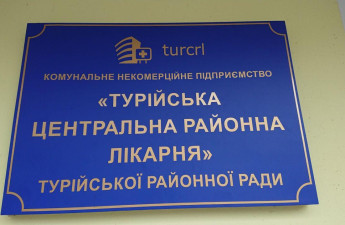 turcrl
КОМУНАЛЬНЕ НЕКОМЕРЦІЙНЕ ПІДПРИЄМСТВО
«ТУРІЙСЬКА
ЦЕНТРАЛЬНА РАЙОННА
ЛІКАРНЯ»
ТУРІЙСЬКОЇ РАЙОННОЇ РАДИ